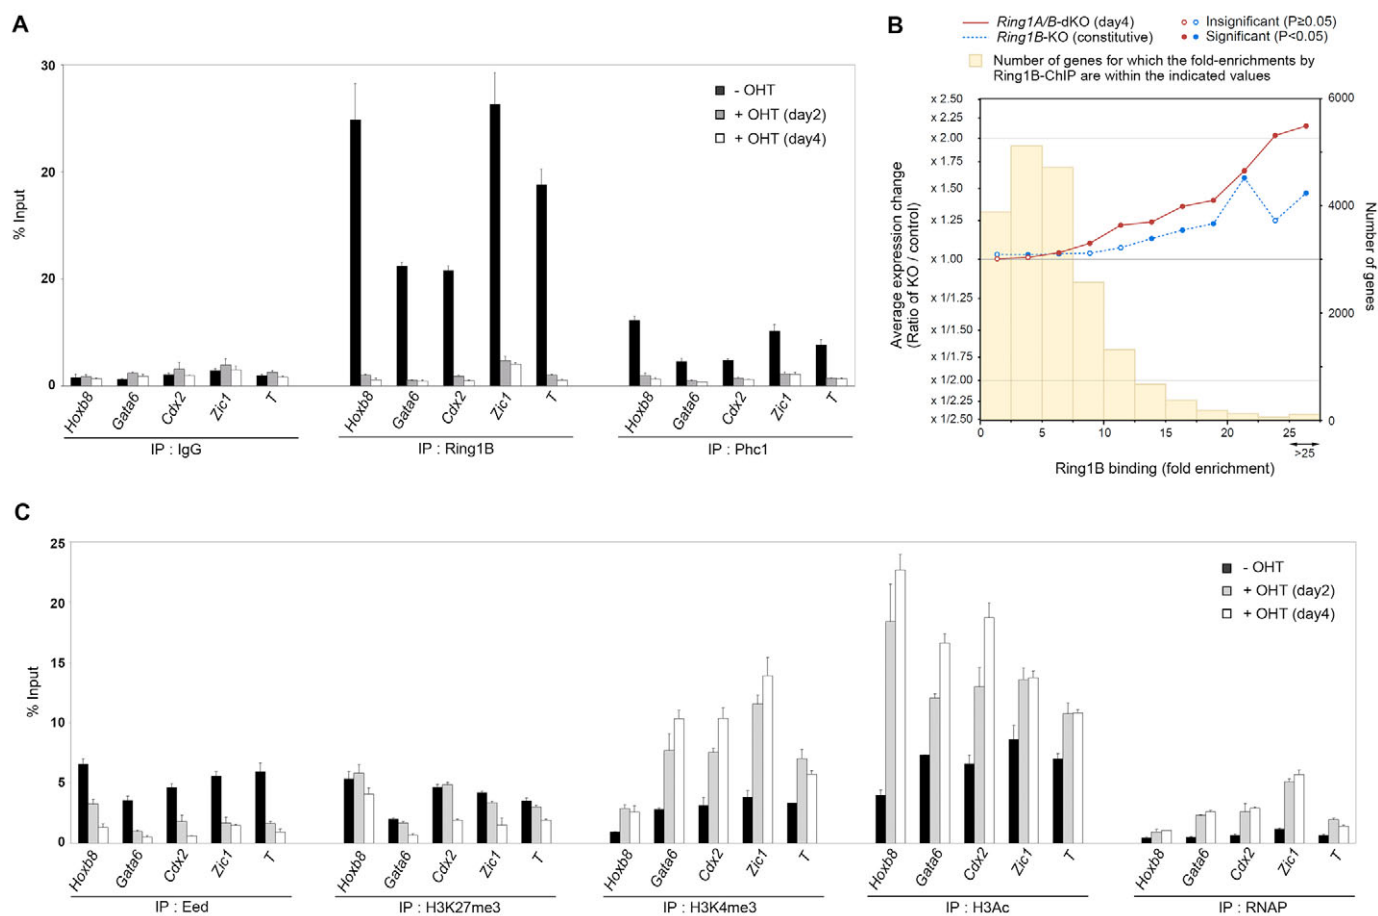 A
30
20
20
0
% Input
- OHT
+ OHT (day2)
+ OHT (day4)
Hoxb8 Gata6 Cdx2 Zic1 T
IP : IgG
Hoxb8 Gata6 Cdx2 Zic1 T
IP : Ring1B
Hoxb8 Gata6 Cdx2 Zic1 T
IP : Phc1
B
Ring1A/B-dKO (day4)
Ring1B-KO (constitutive)
Insignificant (P≥0.05)
Significant (P<0.05)
Number of genes for which the fold-enrichments by
Ring1B-ChIP are within the indicated values
Average expression change
(Ratio of KO / control)
x 2.50
x 2.25
x 2.00
x 1.75
x 1.50
x 1.25
x 1.00
x 1/1.25
x 1/1.50
x 1/1.75
x 1/2.00
x 1/2.25
x 1/2.50
6000
4000
2000
0
Number of genes
0 5 10 15 20 25
>25
Ring1B binding (fold enrichment)
C
25
20
15
10
5
0
% Input
- OHT
+ OHT (day2)
+ OHT (day4)
Hoxb8 Gata6 Cdx2 Zic1 T
IP : Eed
Hoxb8 Gata6 Cdx2 Zic1 T
IP : H3K27me3
Hoxb8 Gata6 Cdx2 Zic1 T
IP : H3K4me3
Hoxb8 Gata6 Cdx2 Zic1 T
IP : H3Ac
Hoxb8 Gata6 Cdx2 Zic1 T
IP : RNAP